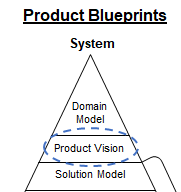 Product Blueprints
System
Domain
Model
Product Vision
Solution Model